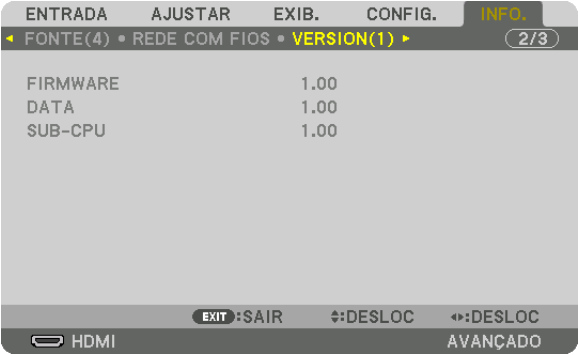 ENTRADA AJUSTAR EXIB. CONFIG. INFO.
◄ FONTE(4) ● REDE COM FIOS ● VERSION(1) ► 2/3
FIRMWARE 1.00
DATA 1.00
SUB-CPU 1.00
EXIT:SAIR ⬍:DESLOC ⬌:DESLOC
HDMI AVANÇADO